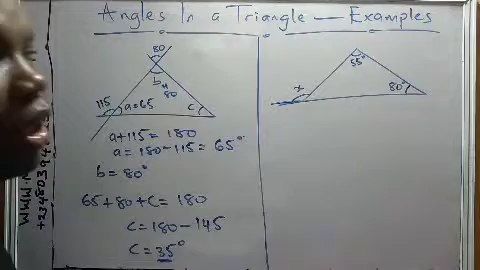 Angles In a Triangle — Examples
80
b
"
80
115
a=65
c
a+115=180
a=180-115=65°
b=80°
65+80+c=180
c=180-145
c=35°
55°
80°
x